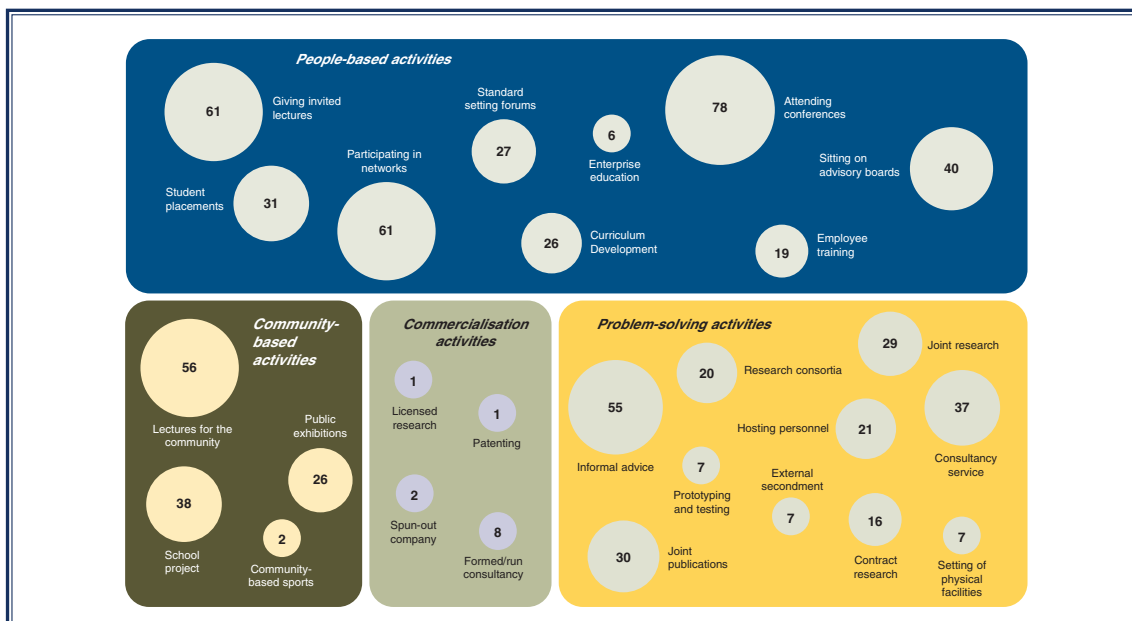 People-based activities
61
Giving invited
lectures
Student
placements
31
Participating in
networks
61
Standard
setting forums
27
6
Enterprise
education
26
Curriculum
Development
78
Attending
conferences
Sitting on
advisory boards
40
19
Employee
training
Community-
based
activities
56
Lectures for the
community
Public
exhibitions
26
38
School
project
2
Community-
based sports
Commercialisation
activities
1
Licensed
research
1
Patenting
2
Spun-out
company
8
Formed/run
consultancy
Problem-solving activities
55
Informal advice
20
Research consortia
29
Joint research
Hosting personnel
21
37
Consultancy
service
7
Prototyping
and testing
External
secondment
7
30
Joint
publications
16
Contract
research
7
Setting of
physical
facilities